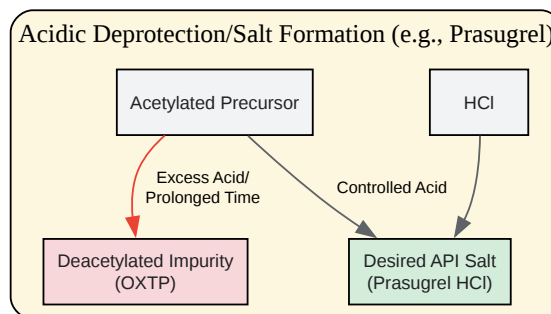 Acidic Deprotection/Salt Formation (e.g., Prasugrel)
Acetylated Precursor
HCl
Excess Acid/
Prolonged Time
Controlled Acid
Deacetylated Impurity
(OXTP)
Desired API Salt
(Prasugrel HCl)